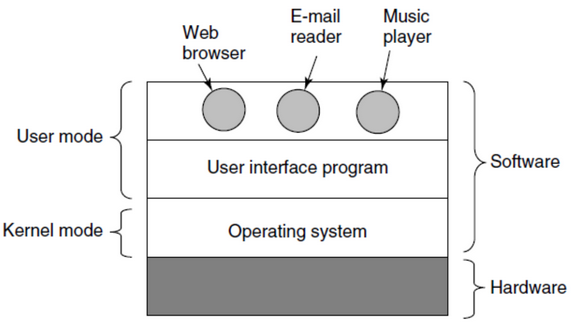 Web
browser
E-mail
reader
Music
player
User mode
User interface program
Software
Kernel mode
Operating system
Hardware